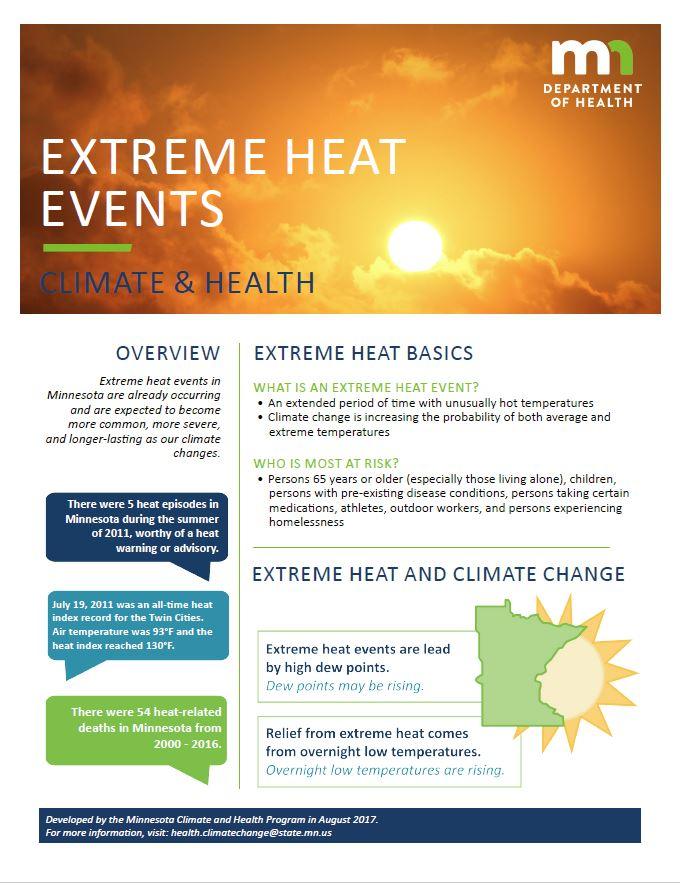 mn
DEPARTMENT
OF HEALTH
EXTREME HEAT
EVENTS
CLIMATE & HEALTH
OVERVIEW
Extreme heat events in
Minnesota are already occurring
and are expected to become
more common, more severe,
and longer-lasting as our climate
changes.
There were 5 heat episodes in
Minnesota during the summer
of 2011, worthy of a heat
warning or advisory.
July 19, 2011 was an all-time heat
index record for the Twin Cities.
Air temperature was 93°F and the
heat index reached 130°F.
There were 54 heat-related
deaths in Minnesota from
2000 - 2016.
EXTREME HEAT BASICS
WHAT IS AN EXTREME HEAT EVENT?
• An extended period of time with unusually hot temperatures
• Climate change is increasing the probability of both average and
extreme temperatures
WHO IS MOST AT RISK?
• Persons 65 years or older (especially those living alone), children,
persons with pre-existing disease conditions, persons taking certain
medications, athletes, outdoor workers, and persons experiencing
homelessness
EXTREME HEAT AND CLIMATE CHANGE
Extreme heat events are lead
by high dew points.
Dew points may be rising.
Relief from extreme heat comes
from overnight low temperatures.
Overnight low temperatures are rising.
Developed by the Minnesota Climate and Health Program in August 2017.
For more information, visit: health.climatechange@state.mn.us